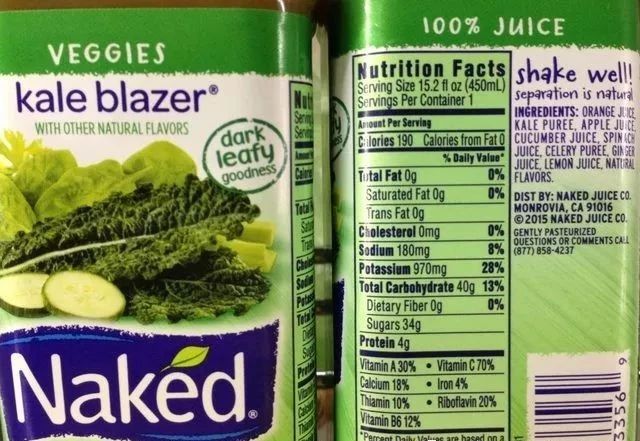 VEGGIES
kale blazer®
WITH OTHER NATURAL FLAVORS
dark
leafy
goodness
Naked®
100% JUICE
Nutrition Facts
Serving Size 15.2 fl oz (450mL)
Servings Per Container 1
Amount Per Serving
Calories 190 Calories from Fat 0
% Daily Value*
Total Fat 0g 0%
Saturated Fat 0g 0%
Trans Fat 0g
Cholesterol 0mg 0%
Sodium 180mg 8%
Potassium 970mg 28%
Total Carbohydrate 40g 13%
Dietary Fiber 0g 0%
Sugars 34g
Protein 4g
Vitamin A 30% • Vitamin C 70%
Calcium 18% • Iron 4%
Thiamin 10% • Riboflavin 20%
Vitamin B6 12%
*Percent Daily Values are based on a
shake well!
separation is natural
INGREDIENTS: ORANGE JUICE,
KALE PUREE, APPLE JUICE,
CUCUMBER JUICE, SPINACH
JUICE, CELERY PUREE, GINGER
JUICE, LEMON JUICE, NATURAL
FLAVORS.
DIST BY: NAKED JUICE CO.
MONROVIA, CA 91016
©2015 NAKED JUICE CO.
GENTLY PASTEURIZED
QUESTIONS OR COMMENTS CALL
(877) 858-4237